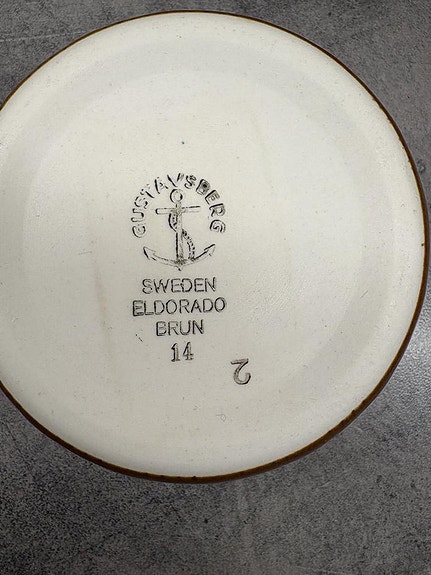 GUSTAVSBERG
SWEDEN
ELDORADO
BRUN
14
2